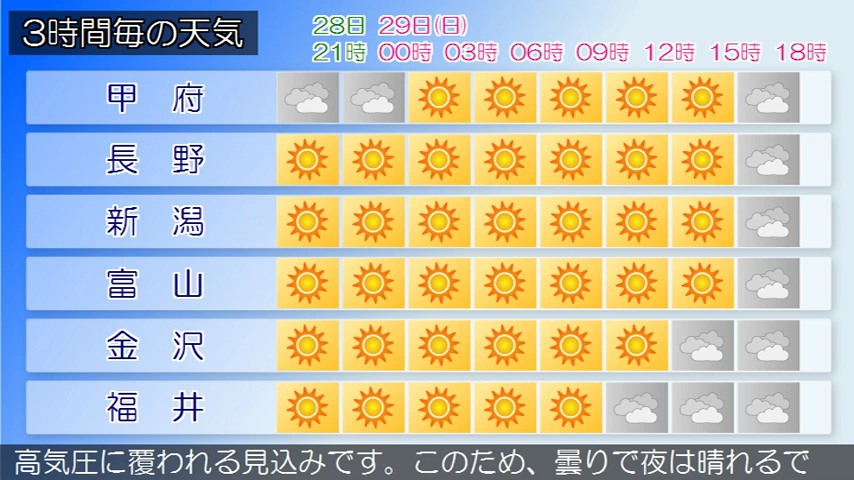 3時間毎の天気
28日 29日(日)
21時 00時 03時 06時 09時 12時 15時 18時
甲府
長野
新潟
富山
金沢
福井
高気圧に覆われる見込みです。このため、曇りで夜は晴れるで